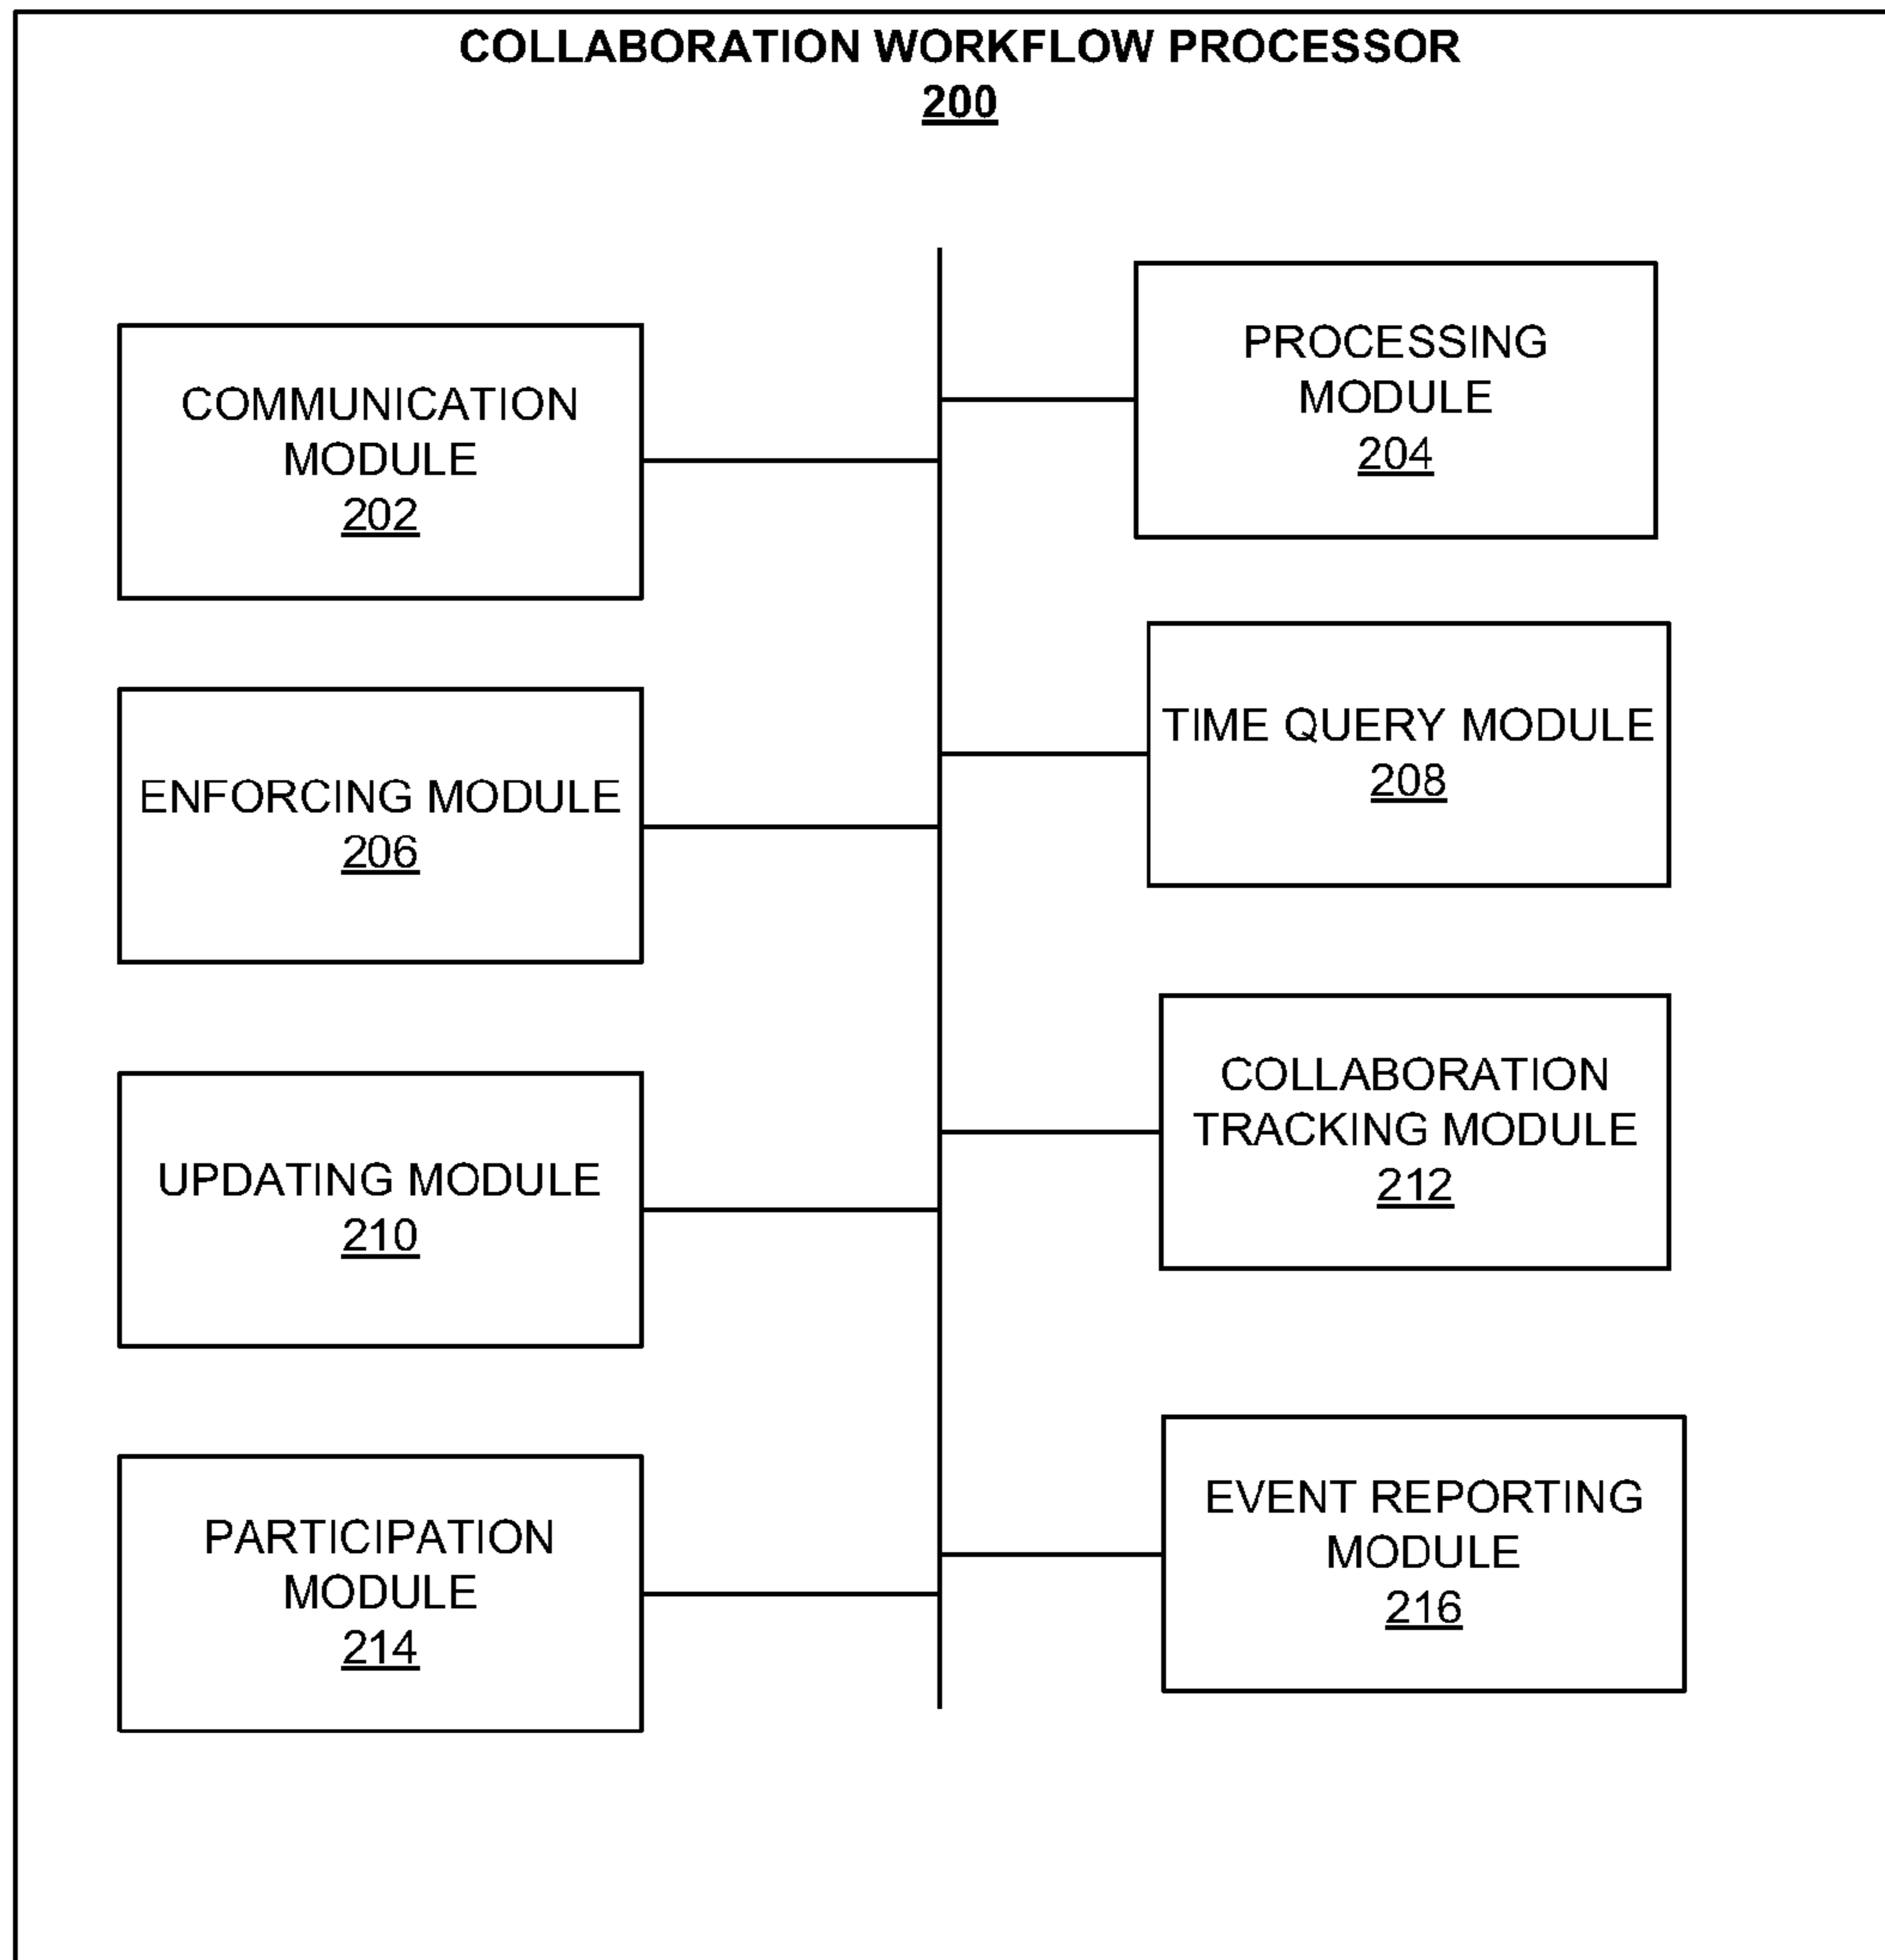 COLLABORATION WORKFLOW PROCESSOR
200
COMMUNICATION
MODULE
202
PROCESSING
MODULE
204
ENFORCING MODULE
206
TIME QUERY MODULE
208
UPDATING MODULE
210
COLLABORATION
TRACKING MODULE
212
PARTICIPATION
MODULE
214
EVENT REPORTING
MODULE
216